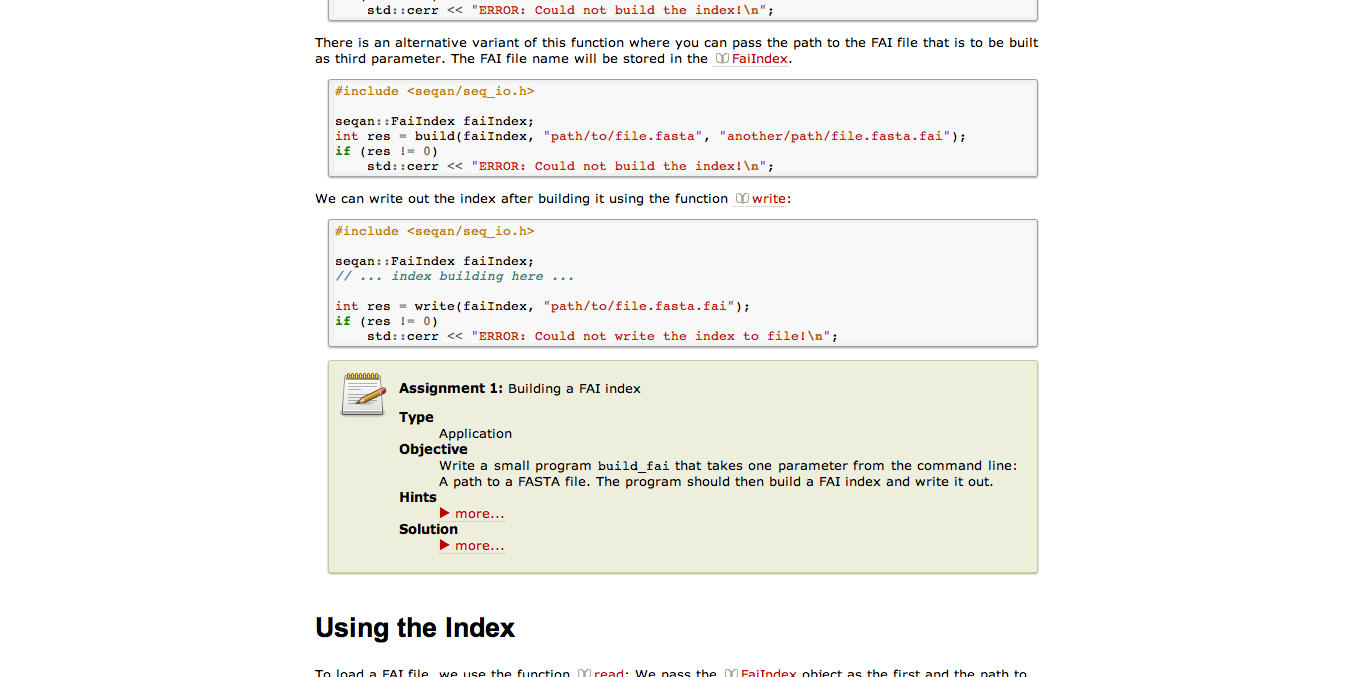 std::cerr << "ERROR: Could not build the index!\n";
There is an alternative variant of this function where you can pass the path to the FAI file that is to be built
as third parameter. The FAI file name will be stored in the FaiIndex.
#include <seqan/seq_io.h>
seqan::FaiIndex faiIndex;
int res = build(faiIndex, "path/to/file.fasta", "another/path/file.fasta.fai");
if (res != 0)
std::cerr << "ERROR: Could not build the index!\n";
We can write out the index after building it using the function write:
#include <seqan/seq_io.h>
seqan::FaiIndex faiIndex;
// ... index building here ...
int res = write(faiIndex, "path/to/file.fasta.fai");
if (res != 0)
std::cerr << "ERROR: Could not write the index to file!\n";
Assignment 1: Building a FAI index
Type
Application
Objective
Write a small program build_fai that takes one parameter from the command line:
A path to a FASTA file. The program should then build a FAI index and write it out.
Hints
more...
Solution
more...
Using the Index
To load a FAI file, we use the function read: We pass the FaiIndex object as the first and the path to